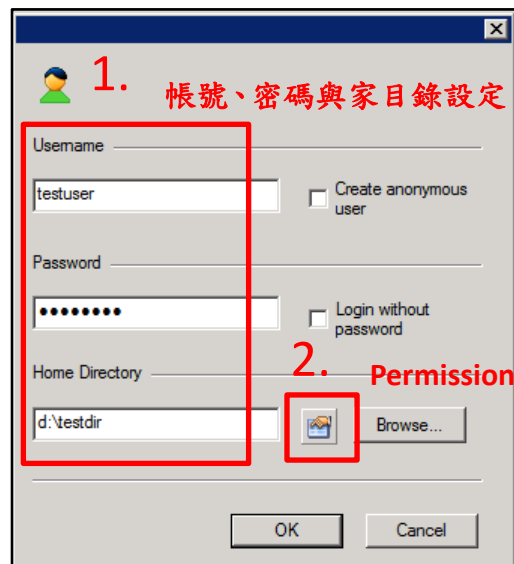 1.
帳號、密碼與家目錄設定
Username
testuser
Create anonymous
user
Password
••••••••
Login without
password
2.
Permission
Home Directory
d:\testdir
Browse...
OK
Cancel